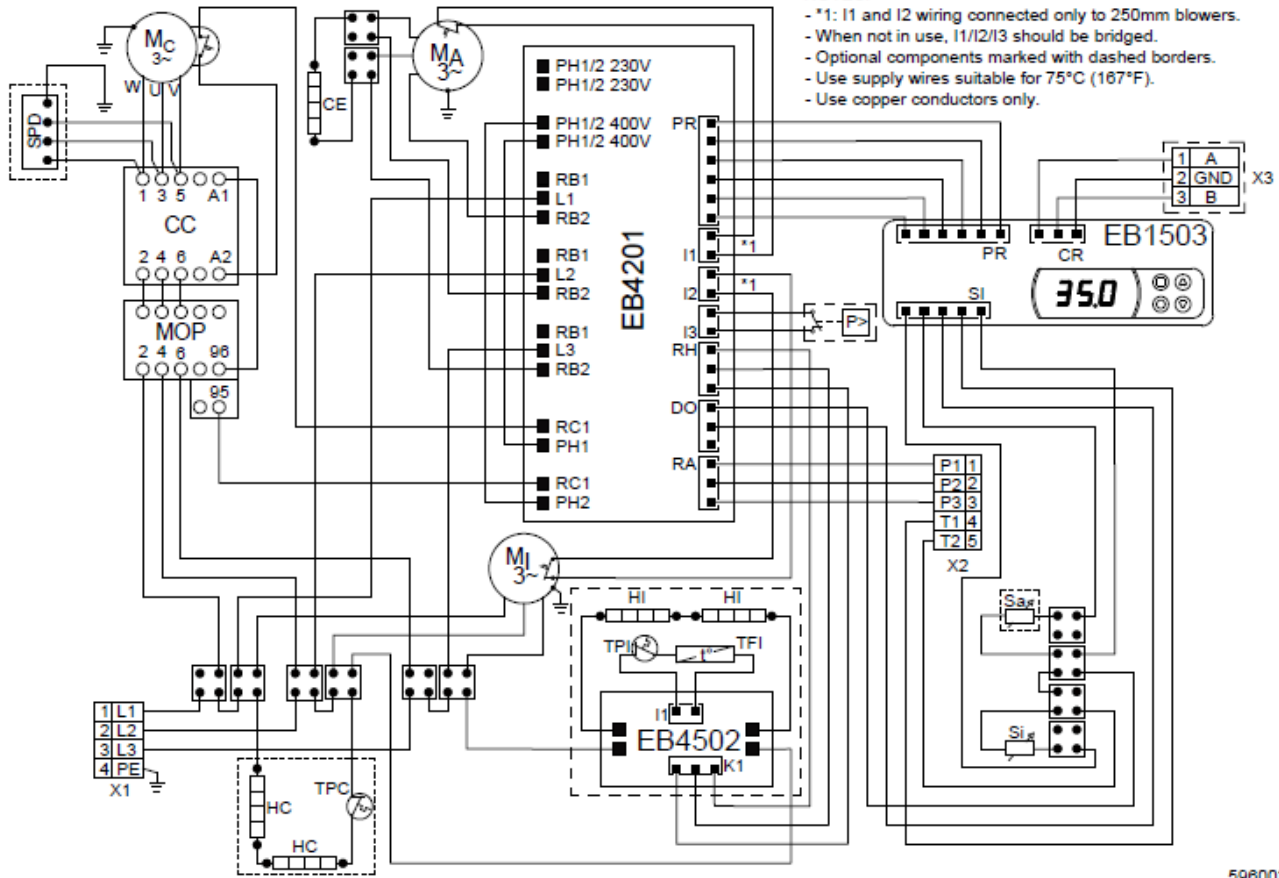 - *1: I1 and I2 wiring connected only to 250mm blowers.
- When not in use, I1/I2/I3 should be bridged.
- Optional components marked with dashed borders.
- Use supply wires suitable for 75°C (167°F).
- Use copper conductors only.
MC
3~
W U V
SPD
1 3 5 A1
CC
2 4 6 A2
MOP
2 4 6 96
95
CE
MA
3~
PH1/2 230V
PH1/2 230V
PH1/2 400V
PH1/2 400V
RB1
L1
RB2
RB1
L2
RB2
RB1
L3
RB2
RC1
PH1
RC1
PH2
EB4201
PR
I1
*1
I2
*1
I3
RH
DO
RA
P>
1 A
2 GND
3 B
X3
EB1503
PR
CR
SI
35.0
P1 1
P2 2
P3 3
T1 4
T2 5
X2
Sa
Si
MI
3~
HI
HI
TPI
t°
TFI
I1
EB4502
K1
1 L1
2 L2
3 L3
4 PE
X1
HC
TPC
HC